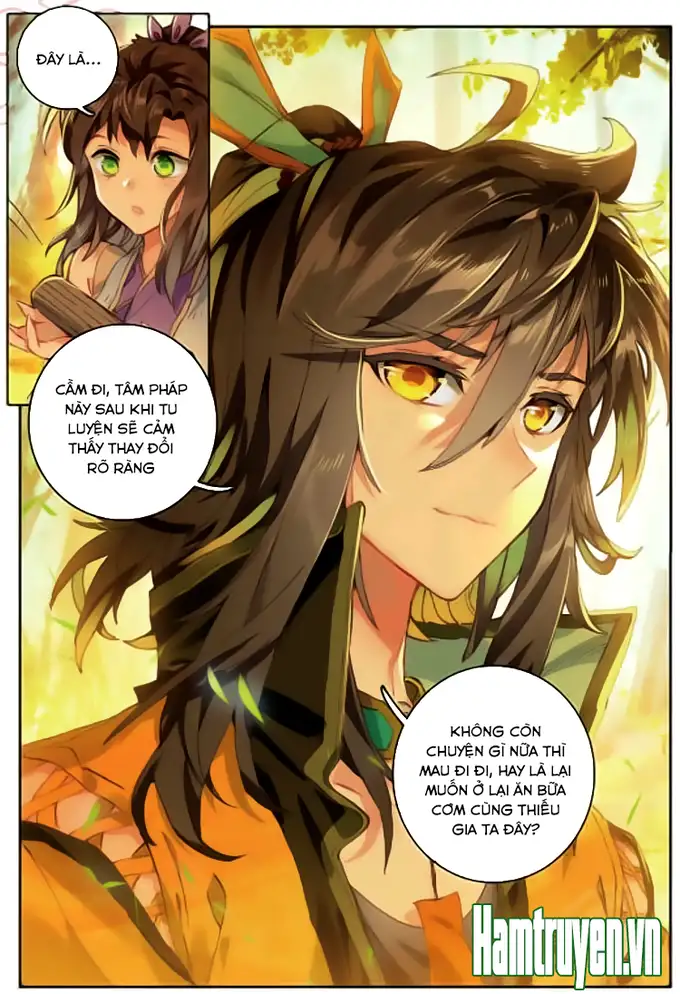 ĐÂY LÀ...
CẦM ĐI, TÂM PHÁP
NÀY SAU KHI TU
LUYỆN SẼ CẢM
THẤY THAY ĐỔI
RÕ RÀNG
KHÔNG CÒN
CHUYỆN GÌ NỮA THÌ
MAU ĐI ĐI, HAY LÀ LẠI
MUỐN Ở LẠI ĂN BỮA
CƠM CÙNG THIẾU
GIA TA ĐÂY?
Hamtruyen.vn